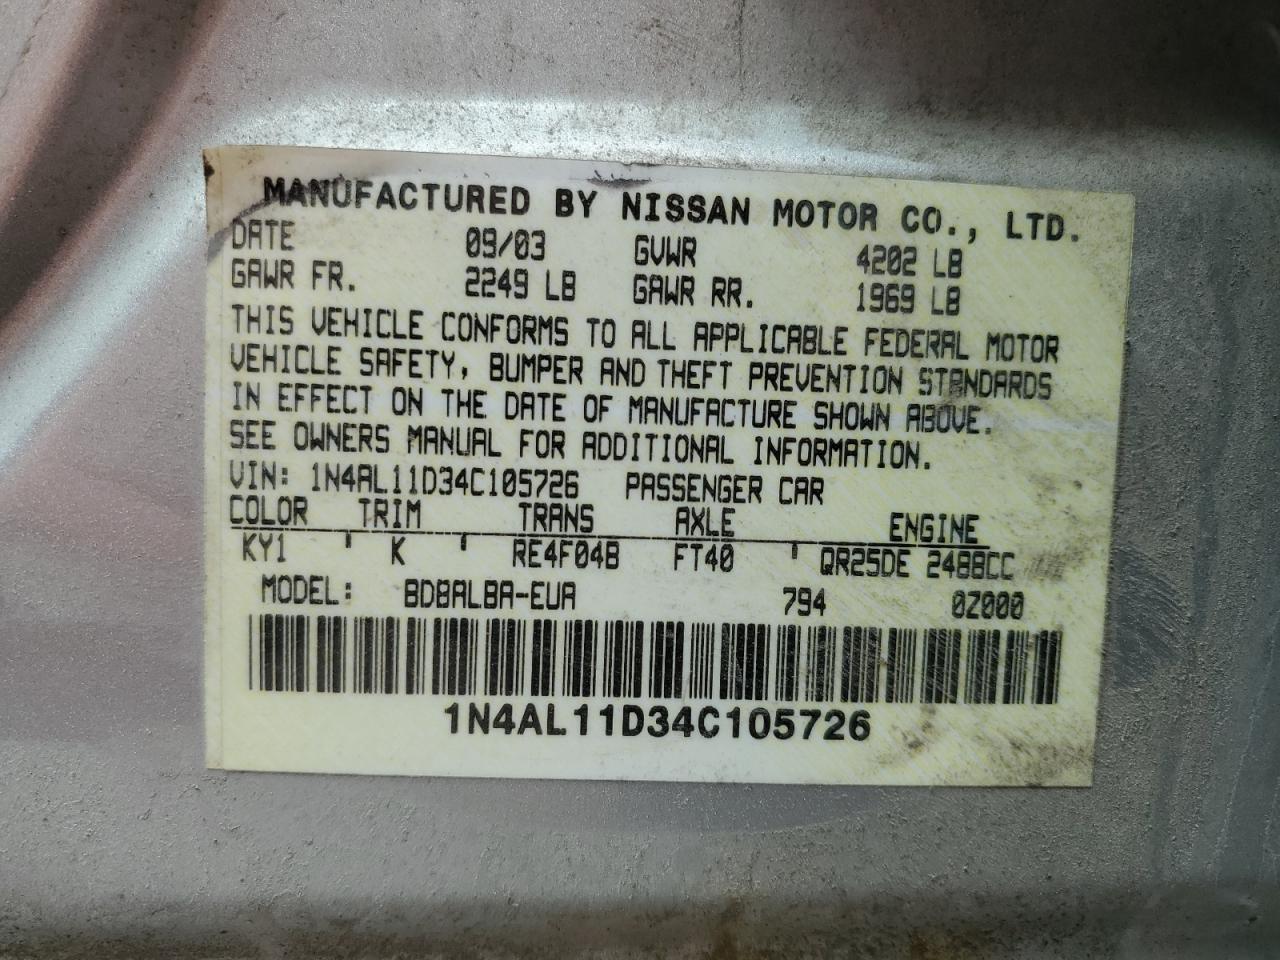 MANUFACTURED BY NISSAN MOTOR CO., LTD.
DATE 09/03 GVWR 4202 LB
GAWR FR. 2249 LB GAWR RR. 1969 LB
THIS VEHICLE CONFORMS TO ALL APPLICABLE FEDERAL MOTOR
VEHICLE SAFETY, BUMPER AND THEFT PREVENTION STANDARDS
IN EFFECT ON THE DATE OF MANUFACTURE SHOWN ABOVE.
SEE OWNERS MANUAL FOR ADDITIONAL INFORMATION.
VIN: 1N4AL11D34C105726 PASSENGER CAR
COLOR TRIM TRANS AXLE ENGINE
KY1 ' K ' RE4F04B FT40 ' QR25DE 2488CC
MODEL: BD8ALBA-EUA 794 0Z000
1N4AL11D34C105726